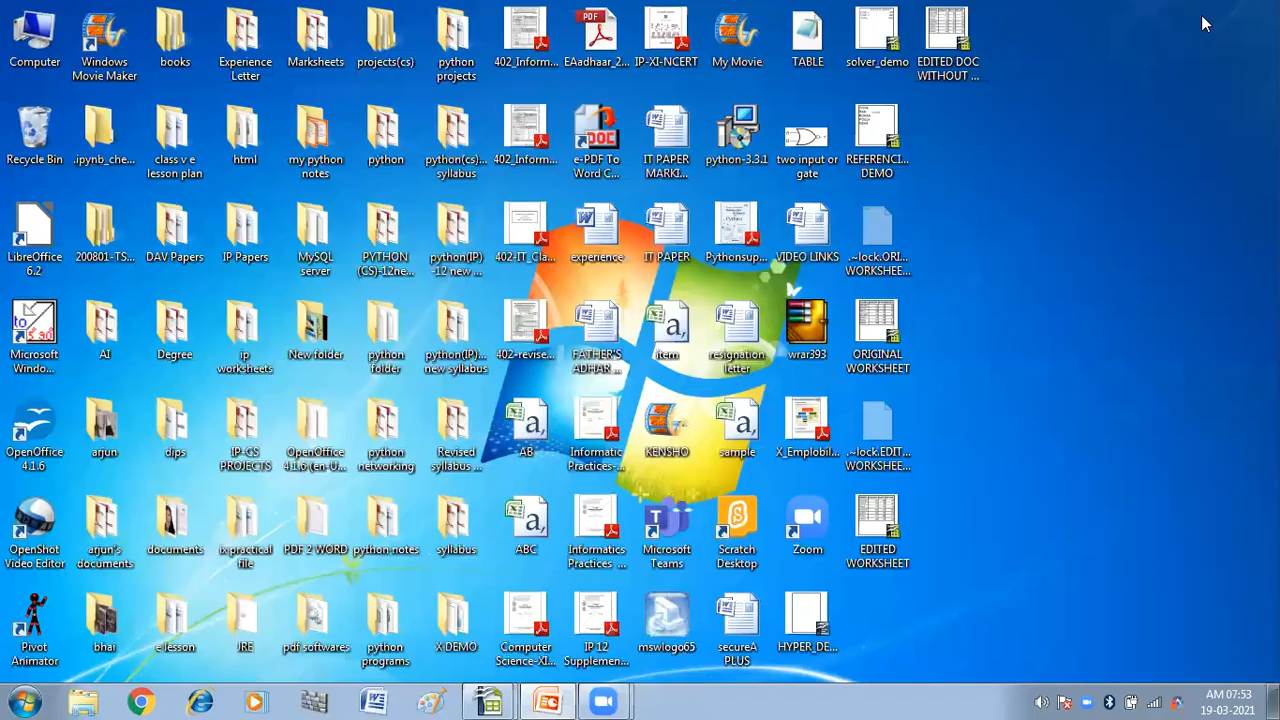 Computer
Windows
Movie Maker
books
Experience
Letter
Marksheets
projects(cs)
python
projects
402_Inform...
EAadhaar_2...
IP-XI-NCERT
My Movie
TABLE
solver_demo
EDITED DOC
WITHOUT ...
Recycle Bin
.ipynb_che...
class v e
lesson plan
html
my python
notes
python
python(cs)...
syllabus
402_Inform...
e-PDF To
Word C...
IT PAPER
MARKI...
python-3.3.1
two input or
gate
REFERENCI...
DEMO
LibreOffice
6.2
200801-TS...
DAV Papers
IP Papers
MySQL
server
PYTHON
(CS)-12ne...
python(IP)
-12 new ...
402-IT_Cla...
experience
IT PAPER
Pythonsup...
VIDEO LINKS
.~lock.ORI...
WORKSHEE...
Microsoft
Windo...
AI
Degree
ip
worksheets
New folder
python
folder
python(IP)...
new syllabus
402-revise...
FATHER'S
ADHAR ...
item
resignation
letter
wrar393
ORIGINAL
WORKSHEET
OpenOffice
4.1.6
arjun
dips
IP-CA
PROJECTS
OpenOffice
4.1.6 (en-...
python
networking
Revised
syllabus ...
AB
Informatic
Practices-...
KENSHO
sample
X_Emplobil...
.~lock.EDIT...
WORKSHEE...
OpenShot
Video Editor
arjun's
documents
documents
ix practical
file
PDF 2 WORD
python notes
syllabus
ABC
Informatics
Practices ...
Microsoft
Teams
Scratch
Desktop
Zoom
EDITED
WORKSHEET
Pivot
Animator
bhai
lesson
JRE
pdf softwares
python
programs
X DEMO
Computer
Science-XI...
IP 12
Supplemen...
mswlogo65
secureA
PLUS
HYPER_DE...
AM 07:53
19-03-2021